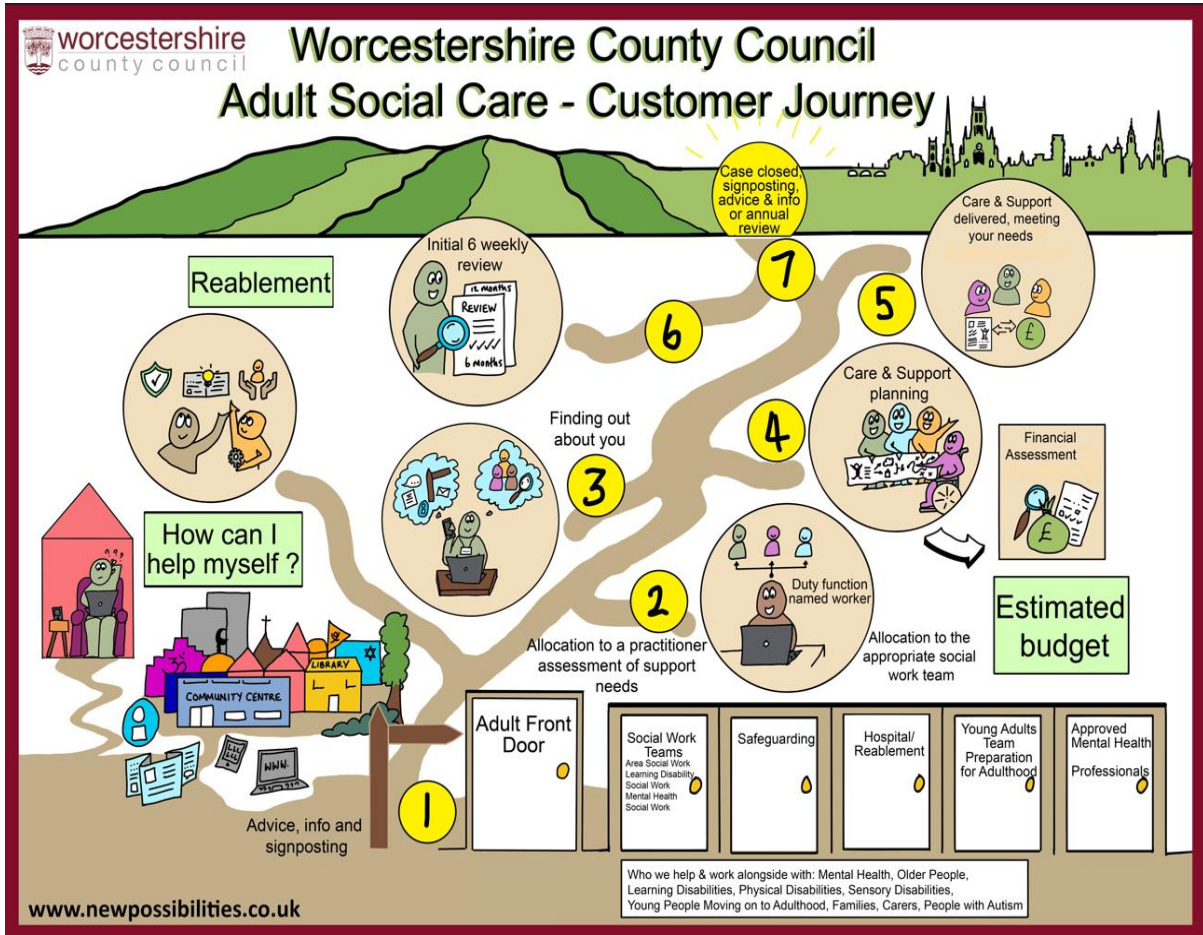 worcestershire
county council
Worcestershire County Council
Adult Social Care - Customer Journey
Case closed,
signposting,
advice & info
or annual
review
Care & Support
delivered, meeting
your needs
£
Initial 6 weekly
review
12 months
REVIEW
6 months
Reablement
7
5
6
Care & Support
planning
4
Finding out
about you
3
Financial
Assessment
£
How can I
help myself ?
Duty function
named worker
2
Estimated
budget
Allocation to a practitioner
assessment of support
needs
Allocation to the
appropriate social
work team
LIBRARY
COMMUNITY CENTRE
WWW.
Advice, info and
signposting
1
Adult Front
Door
Social Work
Teams
Area Social Work
Learning Disability
Social Work
Mental Health
Social Work
Safeguarding
Hospital/
Reablement
Young Adults
Team
Preparation
for Adulthood
Approved
Mental Health
Professionals
Who we help & work alongside with: Mental Health, Older People,
Learning Disabilities, Physical Disabilities, Sensory Disabilities,
Young People Moving on to Adulthood, Families, Carers, People with Autism
www.newpossibilities.co.uk